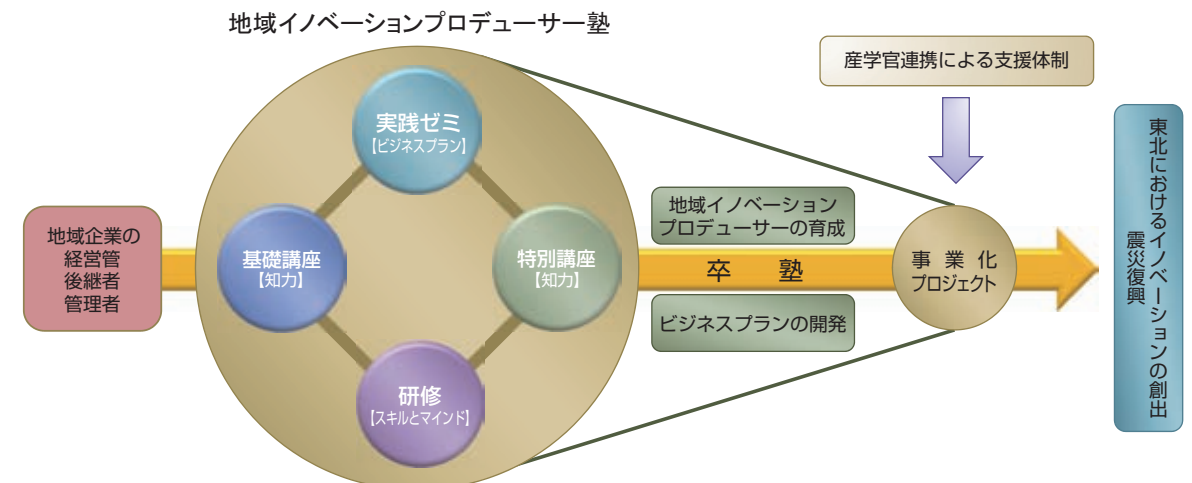 地域イノベーションプロデューサー塾
産学官連携による支援体制
実践ゼミ
【ビジネスプラン】
地域企業の
経営管
後継者
管理者
基礎講座
【知力】
特別講座
【知力】
研修
【スキルとマインド】
地域イノベーション
プロデューサーの育成
卒塾
ビジネスプランの開発
事業化
プロジェクト
東北におけるイノベーションの創出
震災復興